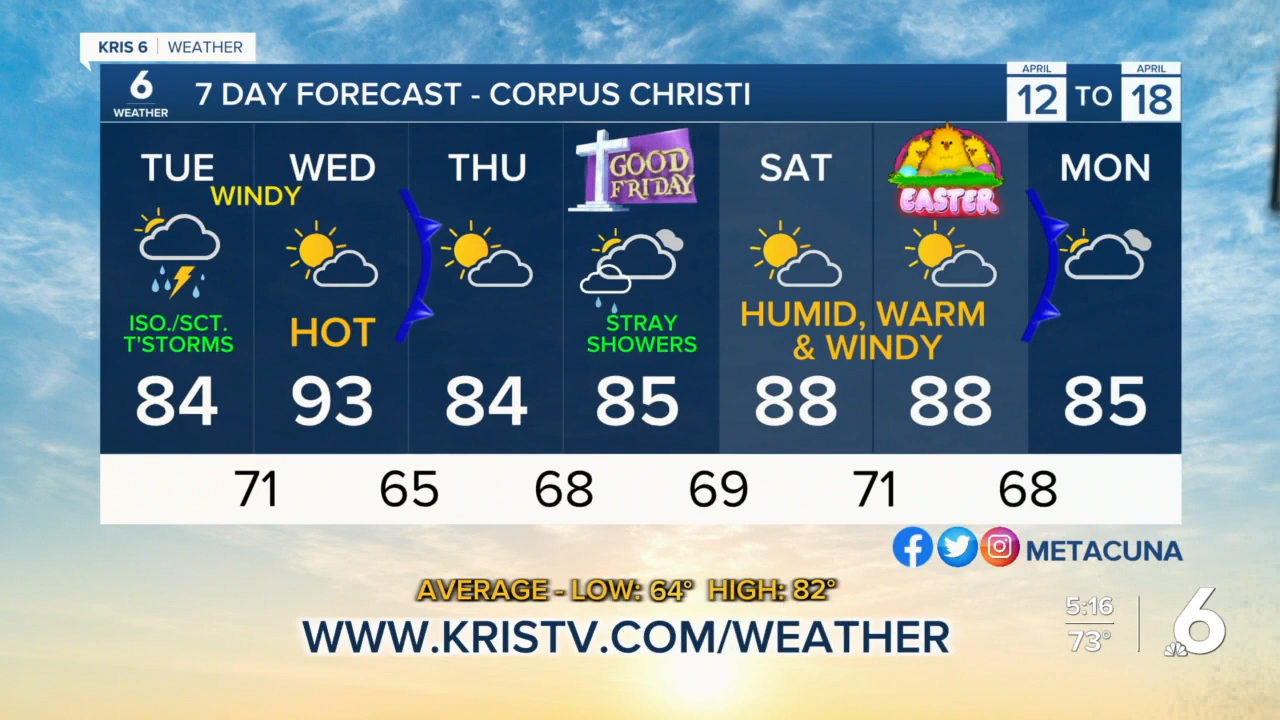 KRIS 6 WEATHER
6
WEATHER
7 DAY FORECAST - CORPUS CHRISTI
APRIL
12
TO
APRIL
18
TUE
WED
THU
GOOD
FRIDAY
SAT
EASTER
MON
WINDY
ISO./SCT.
T'STORMS
HOT
STRAY
SHOWERS
HUMID, WARM
& WINDY
84 93 84 85 88 88 85
71 65 68 69 71 68
METACUNA
AVERAGE - LOW: 64° HIGH: 82°
WWW.KRISTV.COM/WEATHER
5:16
73°
6